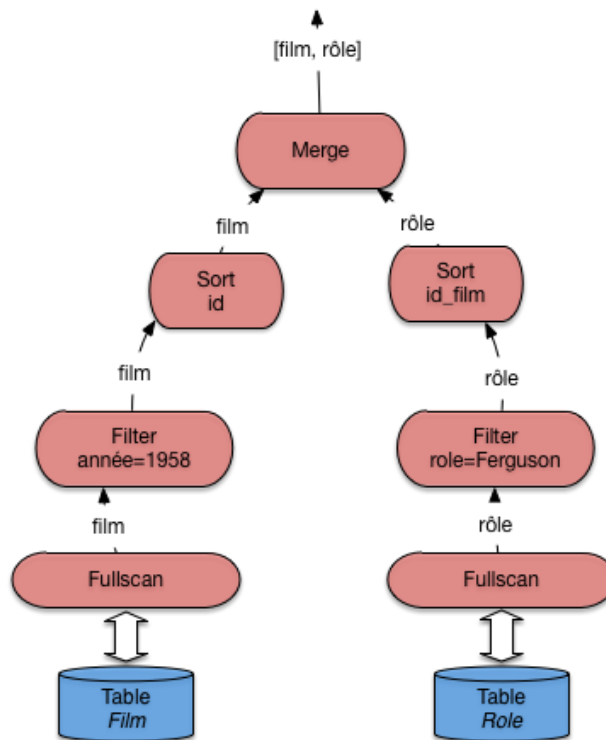 [film, rôle]
Merge
film
rôle
Sort
id
Sort
id_film
film
rôle
Filter
année=1958
Filter
role=Ferguson
film
rôle
Fullscan
Fullscan
Table
Film
Table
Role